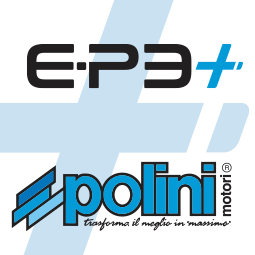 E-P3+
polini
motori®
trasforma il meglio in "massimo"